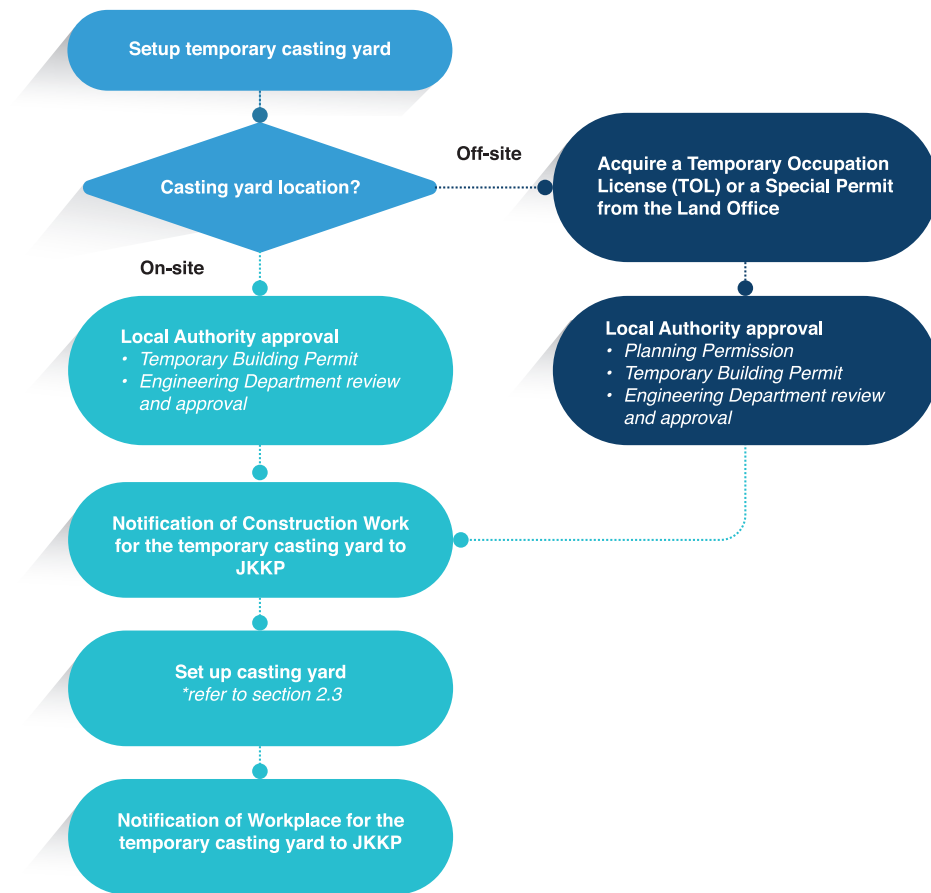 Setup temporary casting yard
Casting yard location?
Off-site
Acquire a Temporary Occupation
License (TOL) or a Special Permit
from the Land Office
On-site
Local Authority approval
• Temporary Building Permit
• Engineering Department review
and approval
Local Authority approval
• Planning Permission
• Temporary Building Permit
• Engineering Department review
and approval
Notification of Construction Work
for the temporary casting yard to
JKKP
Set up casting yard
*refer to section 2.3
Notification of Workplace for the
temporary casting yard to JKKP